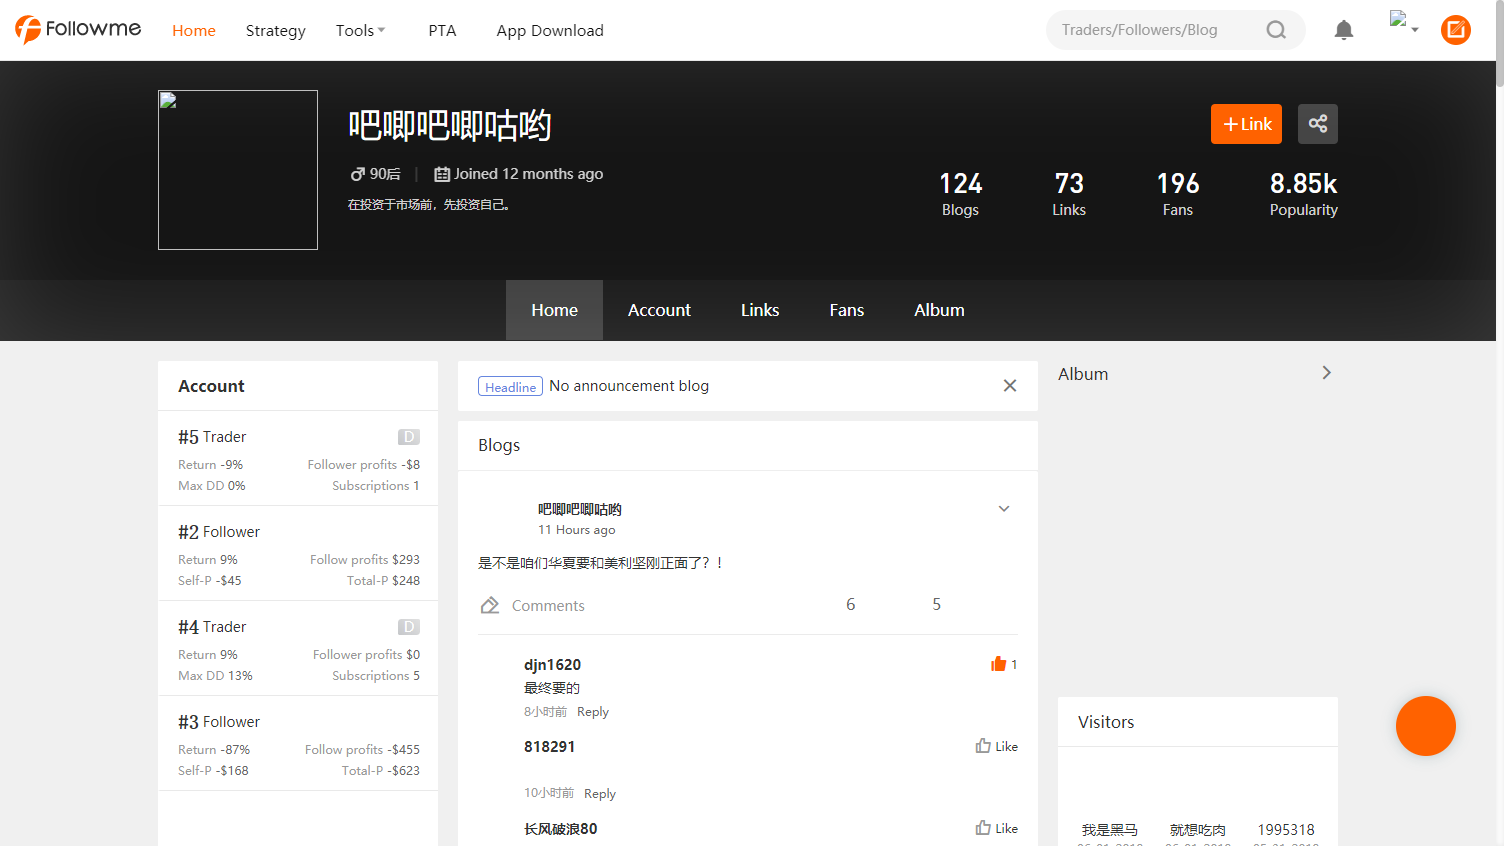 Followme
Home
Strategy
Tools
PTA
App Download
Traders/Followers/Blog
吧唧吧唧咕哟
90后
Joined 12 months ago
在投资于市场前，先投资自己。
+Link
124
Blogs
73
Links
196
Fans
8.85k
Popularity
Home
Account
Links
Fans
Album
Account
#5 Trader
D
Return -9%
Follower profits -$8
Max DD 0%
Subscriptions 1
#2 Follower
Return 9%
Follow profits $293
Self-P -$45
Total-P $248
#4 Trader
D
Return 9%
Follower profits $0
Max DD 13%
Subscriptions 5
#3 Follower
Return -87%
Follow profits -$455
Self-P -$168
Total-P -$623
Headline No announcement blog
Blogs
吧唧吧唧咕哟
11 Hours ago
是不是咱们华夏要和美利坚刚正面了？！
Comments
6
5
djn1620
1
最终要的
8小时前 Reply
818291
Like
10小时前 Reply
长风破浪80
Like
Album
Visitors
我是黑马
就想吃肉
1995318